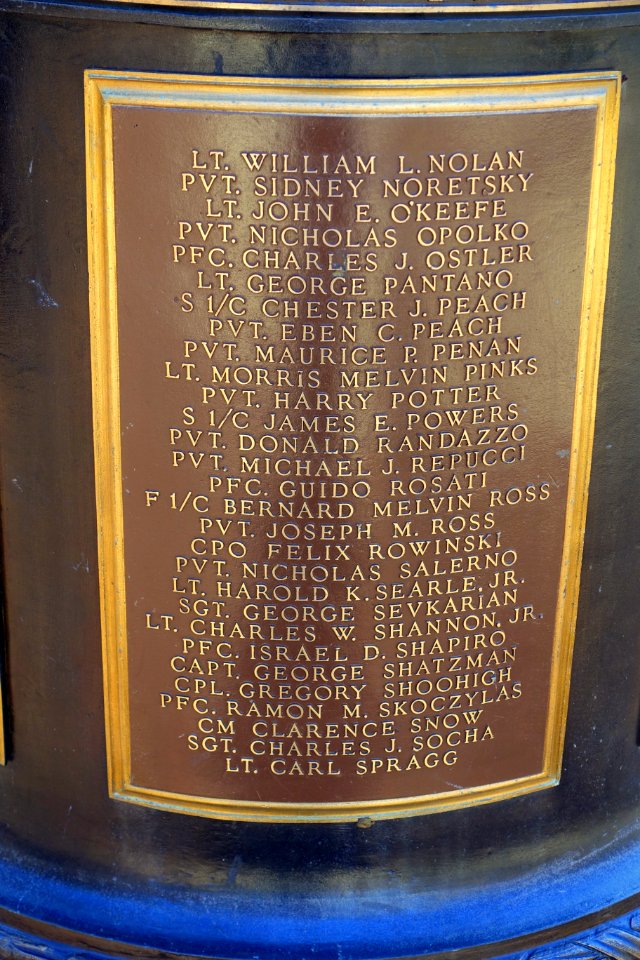 LT. WILLIAM L. NOLAN
PVT. SIDNEY NORETSKY
LT. JOHN E. O'KEEFE
PVT. NICHOLAS OPOLKO
PFC. CHARLES J. OSTLER
LT. GEORGE PANTANO
S 1/C CHESTER J. PEACH
PVT. EBEN C. PEACH
PVT. MAURICE P. PENAN
LT. MORRIS MELVIN PINKS
PVT. HARRY POTTER
S 1/C JAMES E. POWERS
PVT. DONALD RANDAZZO
PVT. MICHAEL J. REPUCCI
PFC. GUIDO ROSATI
F 1/C BERNARD MELVIN ROSS
PVT. JOSEPH M. ROSS
CPO FELIX ROWINSKI
PVT. NICHOLAS SALERNO
LT. HAROLD K. SEARLE, JR.
SGT. GEORGE SEVKARIAN
LT. CHARLES W. SHANNON, JR.
PFC. ISRAEL D. SHAPIRO
CAPT. GEORGE SHATZMAN
CPL. GREGORY SHOOHIGH
PFC. RAMON M. SKOCZYLAS
CM CLARENCE SNOW
SGT. CHARLES J. SOCHA
LT. CARL SPRAGG